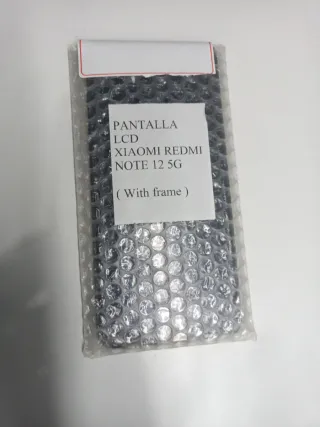 PANTALLA
LCD
XIAOMI REDMI
NOTE 12 5G
( With frame )